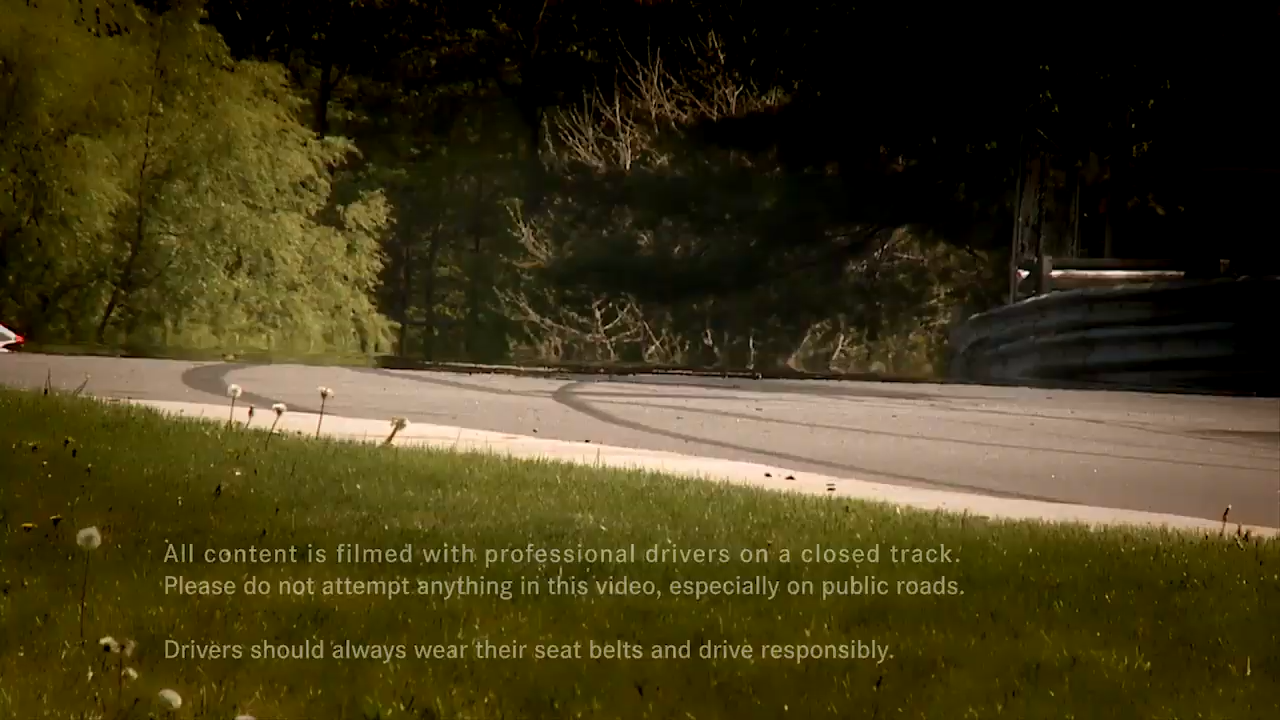 All content is filmed with professional drivers on a closed track.
Please do not attempt anything in this video, especially on public roads.
Drivers should always wear their seat belts and drive responsibly.